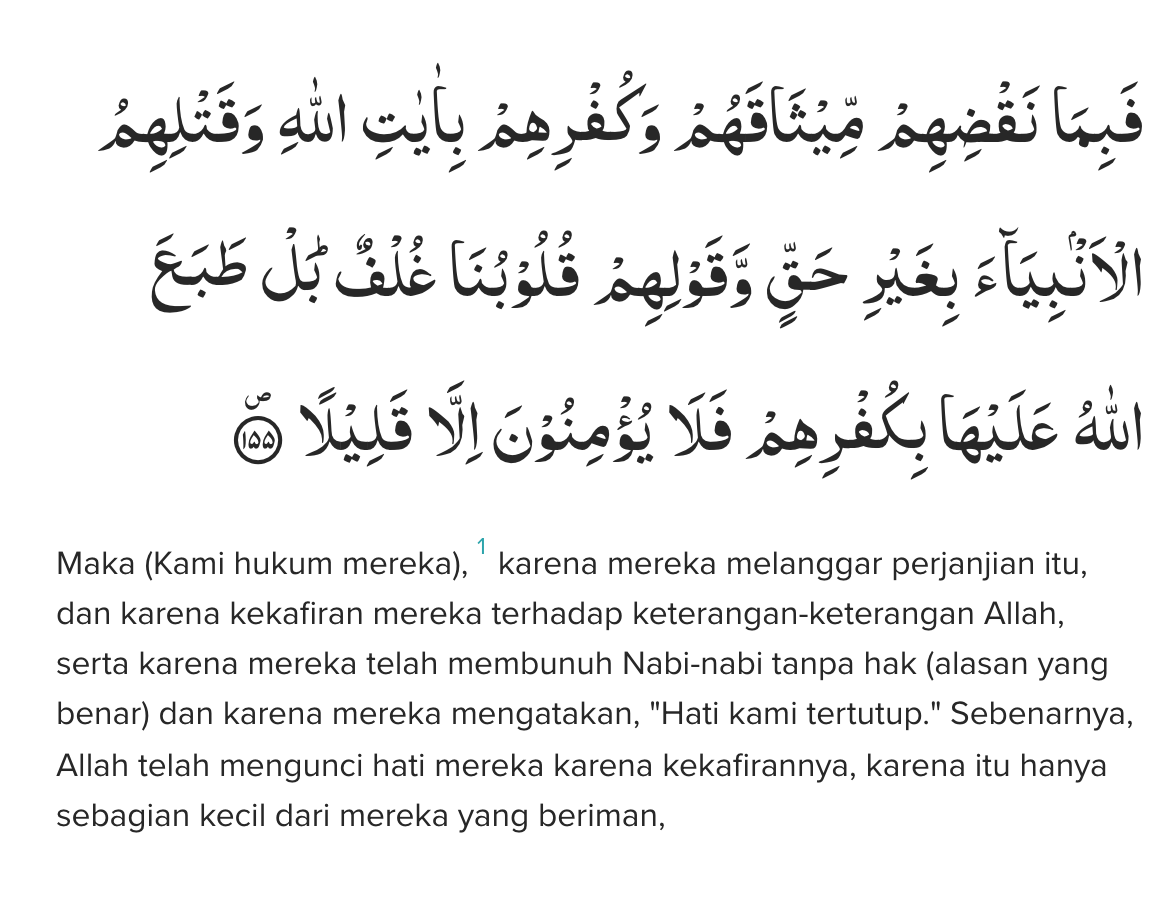 فَبِمَا نَقْضِهِمْ مِّيْثَاقَهُمْ وَكُفْرِهِمْ بِاٰيٰتِ اللّٰهِ وَقَتْلِهِمُ
الْاَنْۢبِيَاۤءَ بِغَيْرِ حَقٍّ وَّقَوْلِهِمْ قُلُوْبُنَا غُلْفٌ ۗ بَلْ طَبَعَ
اللّٰهُ عَلَيْهَا بِكُفْرِهِمْ فَلَا يُؤْمِنُوْنَ اِلَّا قَلِيْلًا ۖ ١٥٥
Maka (Kami hukum mereka), 1 karena mereka melanggar perjanjian itu,
dan karena kekafiran mereka terhadap keterangan-keterangan Allah,
serta karena mereka telah membunuh Nabi-nabi tanpa hak (alasan yang
benar) dan karena mereka mengatakan, "Hati kami tertutup." Sebenarnya,
Allah telah mengunci hati mereka karena kekafirannya, karena itu hanya
sebagian kecil dari mereka yang beriman,